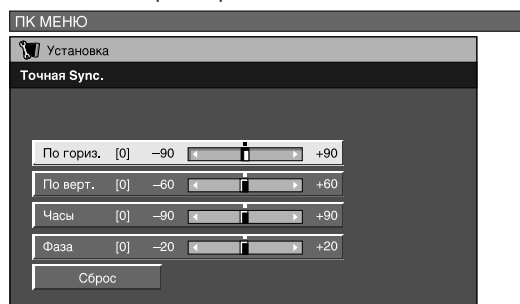 ПК МЕНЮ
Установка
Точная Sync.
По гориз. [0] –90 +90
По верт. [0] –60 +60
Часы [0] –90 +90
Фаза [0] –20 +20
Сброс